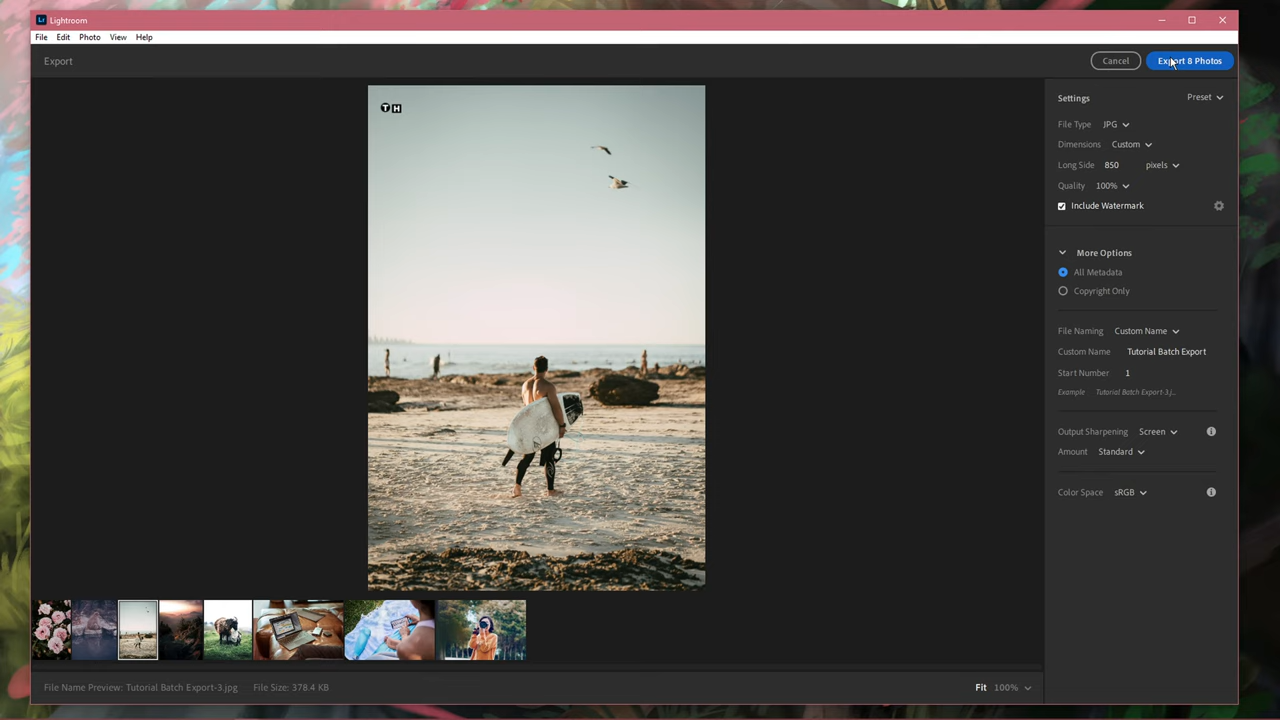 Lr Lightroom
File Edit Photo View Help
Export
Cancel
Export 8 Photos
T H
Settings
Preset
File Type JPG
Dimensions Custom
Long Side 850 pixels
Quality 100%
Include Watermark
More Options
All Metadata
Copyright Only
File Naming Custom Name
Custom Name Tutorial Batch Export
Start Number 1
Example Tutorial Batch Export-3.j...
Output Sharpening Screen
Amount Standard
Color Space sRGB
File Name Preview: Tutorial Batch Export-3.jpg File Size: 378.4 KB
Fit 100%